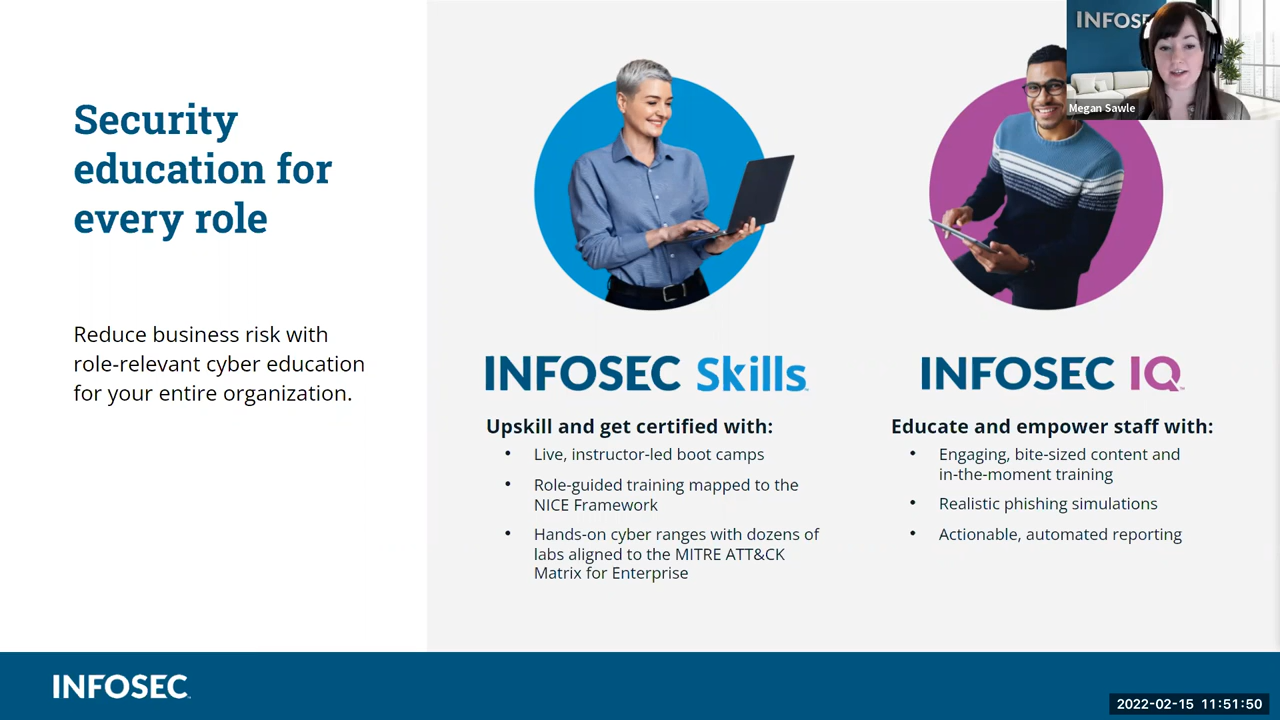 Security
education for
every role
Reduce business risk with
role-relevant cyber education
for your entire organization.
INFOSEC Skills
Upskill and get certified with:
• Live, instructor-led boot camps
• Role-guided training mapped to the
NICE Framework
• Hands-on cyber ranges with dozens of
labs aligned to the MITRE ATT&CK
Matrix for Enterprise
INFOSEC IQ
Educate and empower staff with:
• Engaging, bite-sized content and
in-the-moment training
• Realistic phishing simulations
• Actionable, automated reporting
INFOS
Megan Sawle
INFOSEC
2022-02-15 11:51:50